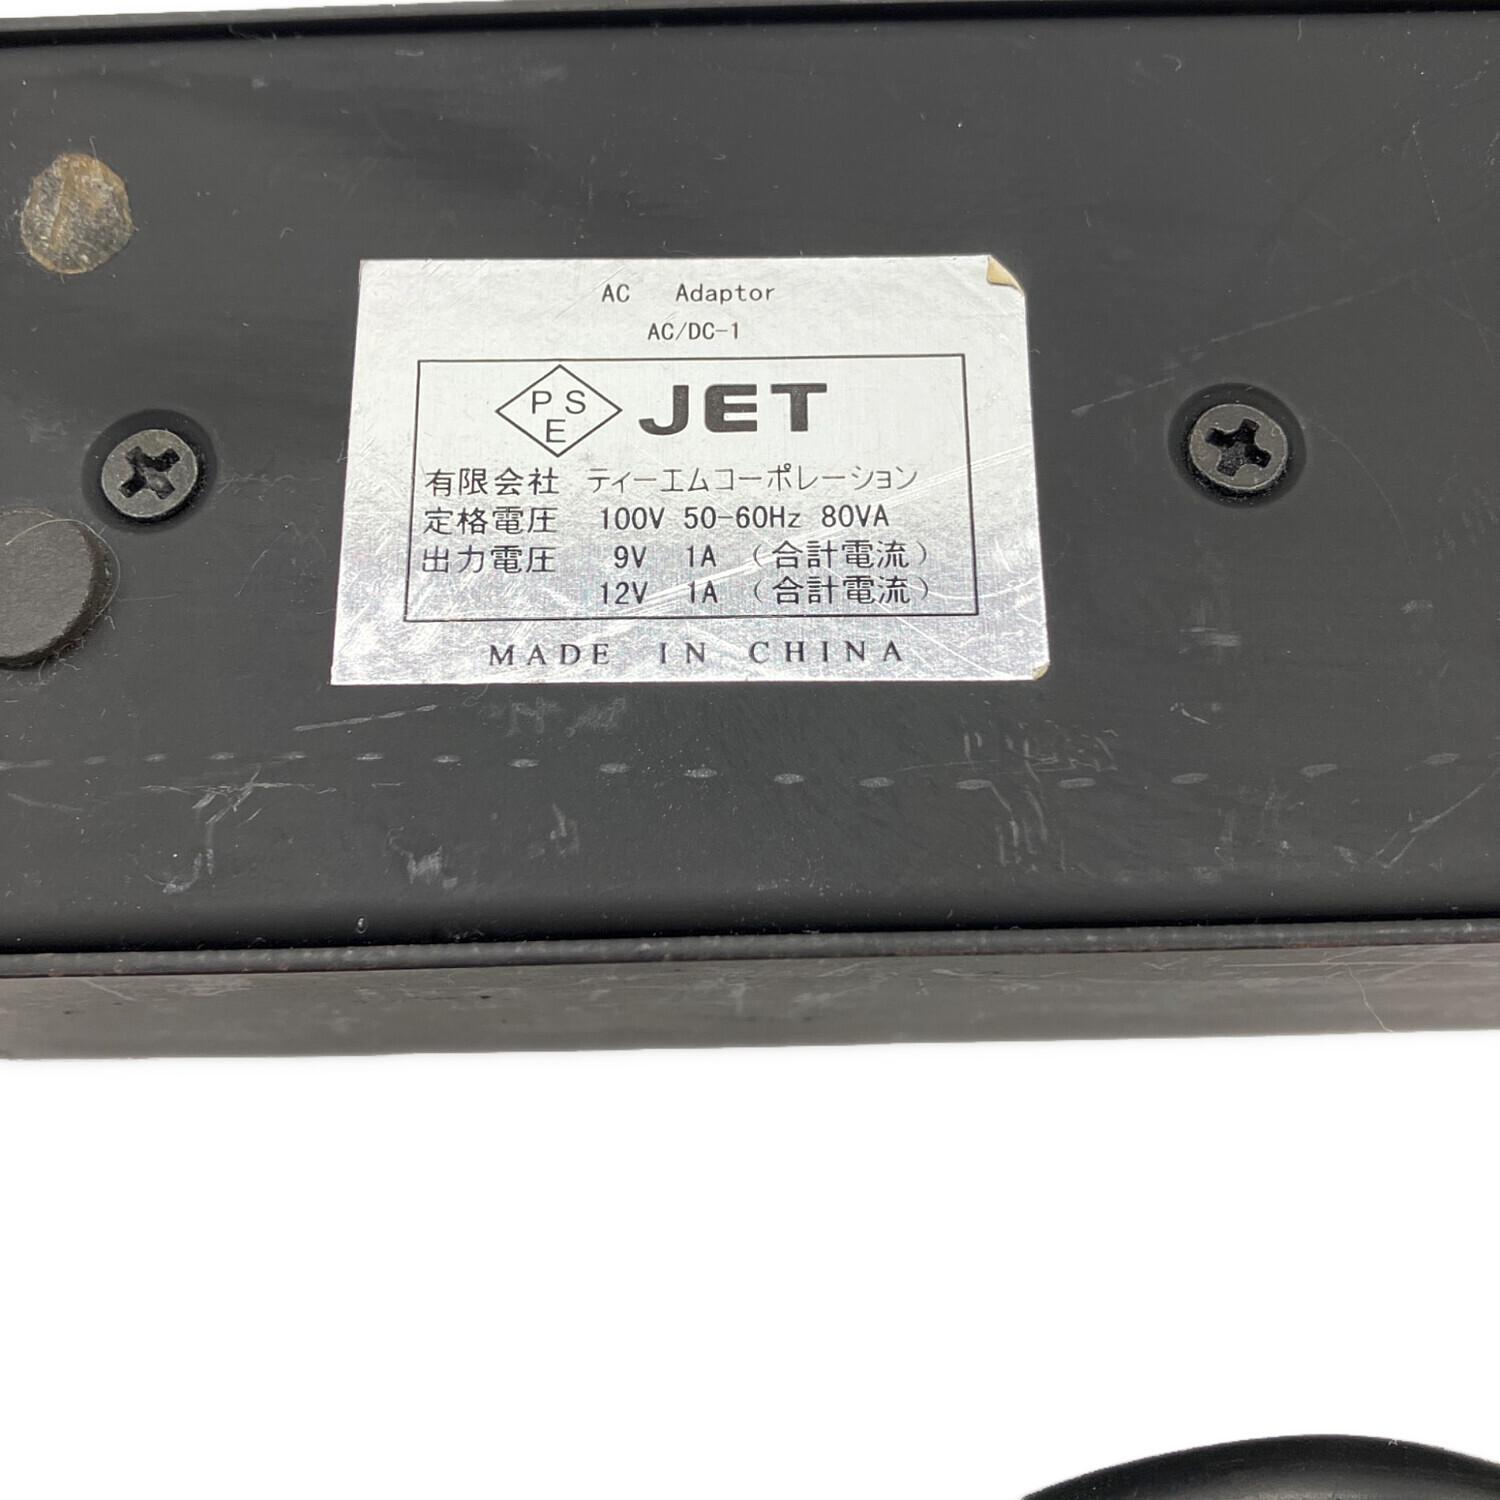 AC Adaptor
AC/DC-1
PSE JET
有限会社 ティーエムコーポレーション
定格電圧 100V 50-60Hz 80VA
出力電圧 9V 1A (合計電流)
12V 1A (合計電流)
MADE IN CHINA